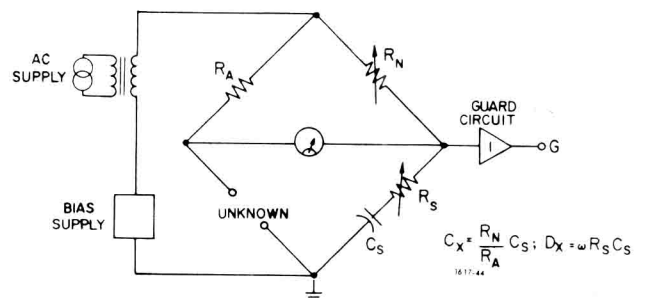 AC
SUPPLY
R_A
R_N
GUARD
CIRCUIT
1
G
BIAS
SUPPLY
UNKNOWN
R_S
C_S
C_X = R_N/R_A C_S; D_X = ωR_S C_S
1617-44